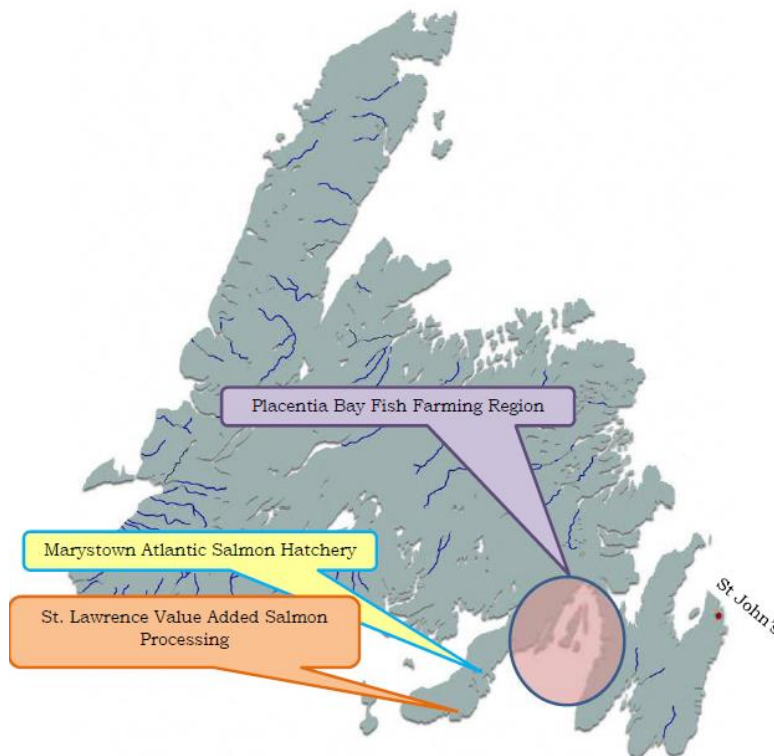 Placentia Bay Fish Farming Region
Marystown Atlantic Salmon Hatchery
St. Lawrence Value Added Salmon
Processing
St John's